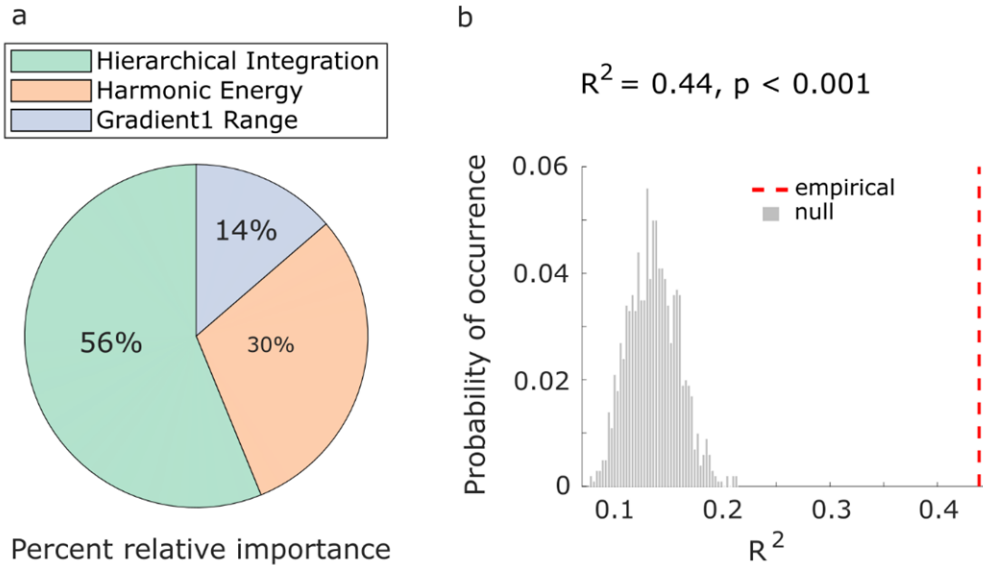 a
Hierarchical Integration
Harmonic Energy
Gradient1 Range
14%
56%
30%
Percent relative importance
b
R² = 0.44, p < 0.001
Probability of occurrence
0.06
0.04
0.02
0
empirical
null
0.1 0.2 0.3 0.4
R²